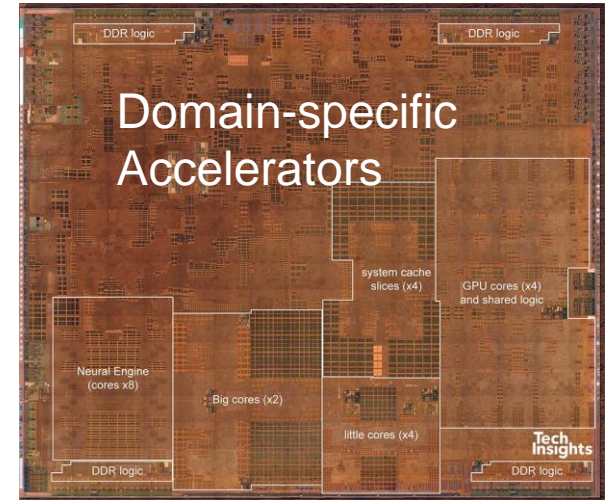 DDR logic
DDR logic
Domain-specific
Accelerators
system cache
slices (x4)
GPU cores (x4)
and shared logic
Neural Engine
(cores x8)
Big cores (x2)
little cores (x4)
Tech
Insights
DDR logic
DDR logic